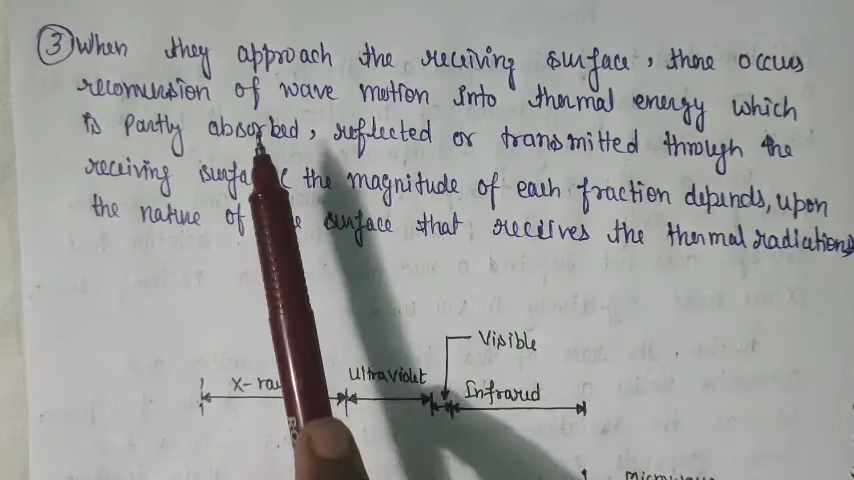 ③ When they approach the receiving surface, there occurs
reconversion of wave motion into thermal energy which
is partly absorbed, reflected or transmitted through the
receiving the magnitude of each fraction depends, upon
the nature of surface that receives the thermal radiations
Visible
X-ra Ultraviolet
Infrared